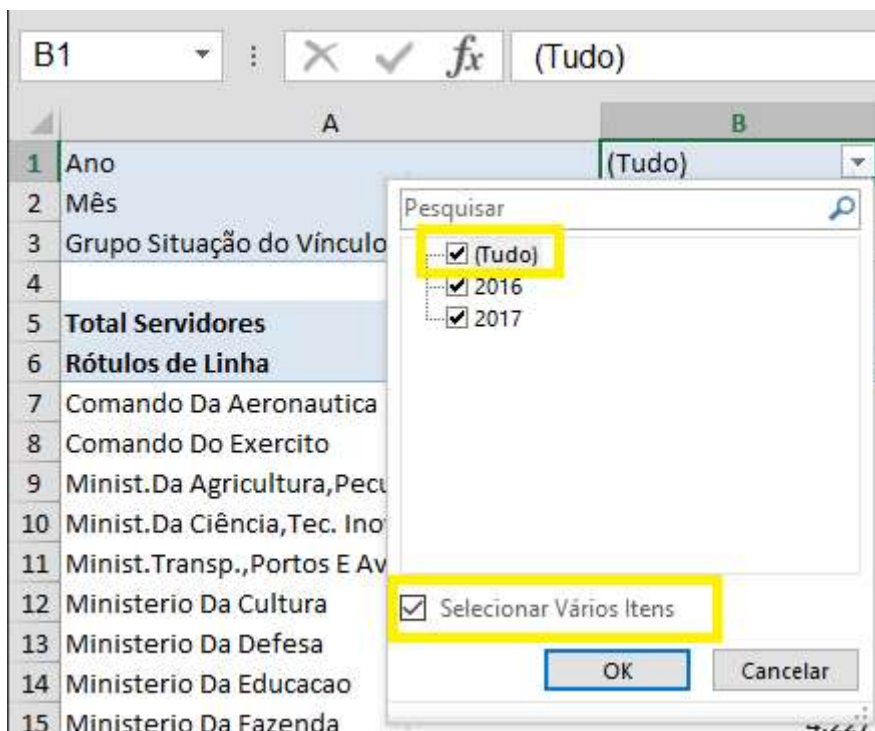 B1 fx (Tudo)
A B
1 Ano (Tudo)
2 Mês
3 Grupo Situação do Vínculo
4
5 Total Servidores
6 Rótulos de Linha
7 Comando Da Aeronautica
8 Comando Do Exercito
9 Minist.Da Agricultura,Pecu
10 Minist.Da Ciência,Tec. Ino
11 Minist.Transp.,Portos E Av
12 Ministerio Da Cultura
13 Ministerio Da Defesa
14 Ministerio Da Educacao
15 Ministerio Da Fazenda
Pesquisar
(Tudo)
2016
2017
Selecionar Vários Itens
OK Cancelar